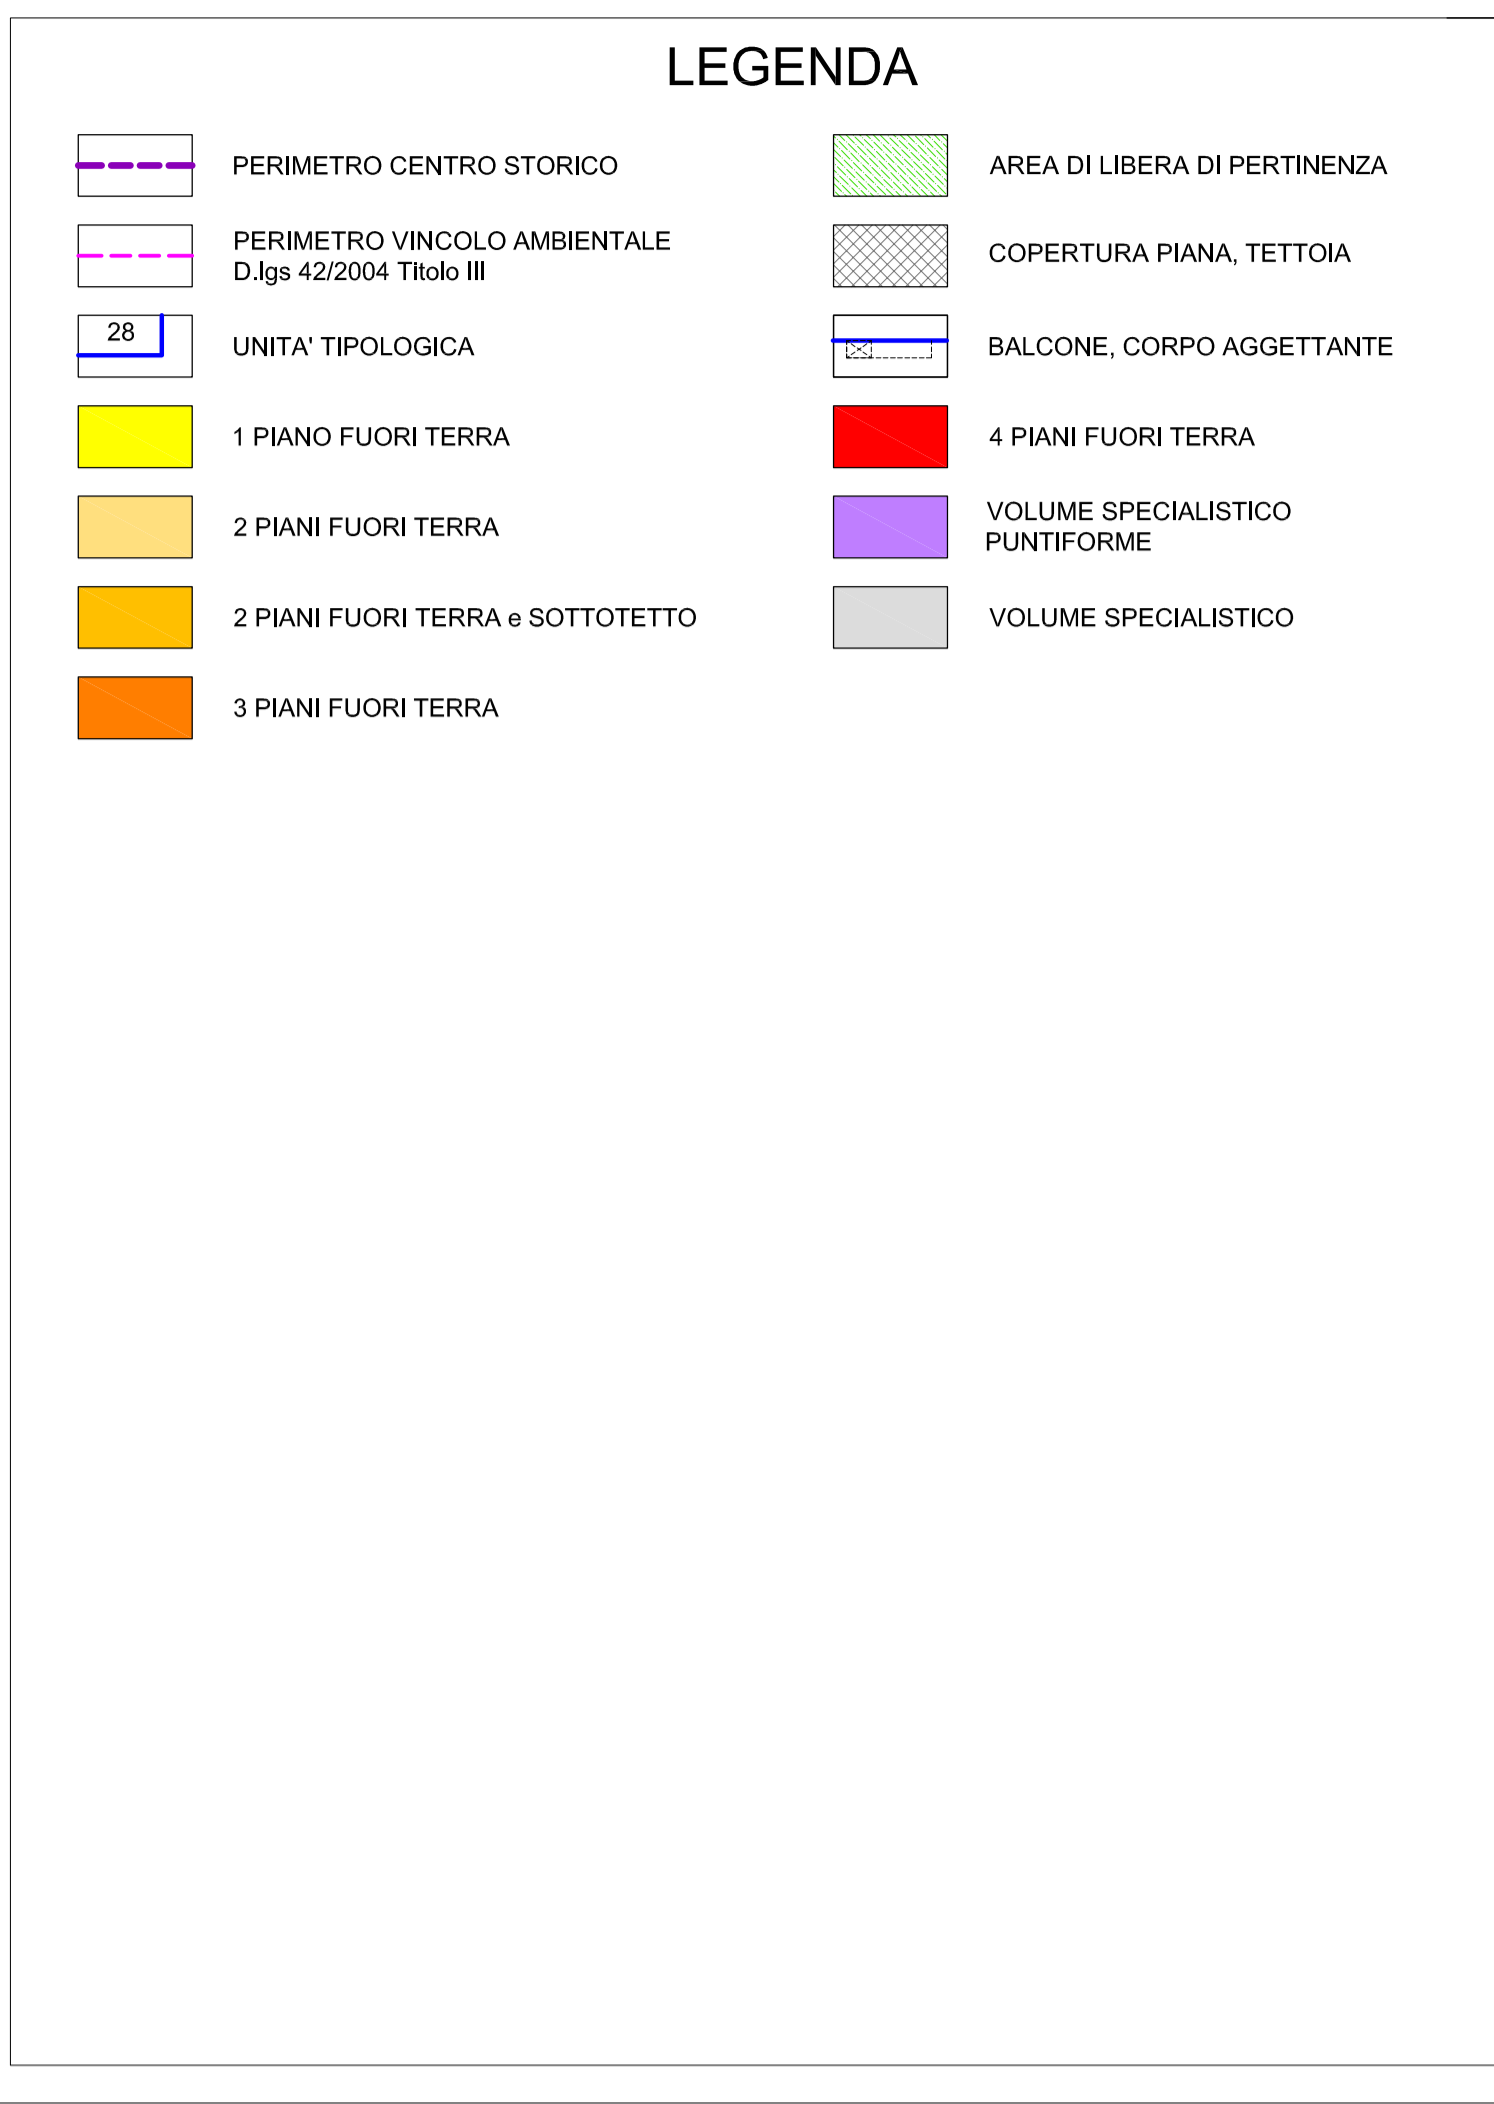 LEGENDA
PERIMETRO CENTRO STORICO
PERIMETRO VINCOLO AMBIENTALE
D.lgs 42/2004 Titolo III
28
UNITA' TIPOLOGICA
1 PIANO FUORI TERRA
2 PIANI FUORI TERRA
2 PIANI FUORI TERRA e SOTTOTETTO
3 PIANI FUORI TERRA
AREA DI LIBERA DI PERTINENZA
COPERTURA PIANA, TETTOIA
BALCONE, CORPO AGGETTANTE
4 PIANI FUORI TERRA
VOLUME SPECIALISTICO
PUNTIFORME
VOLUME SPECIALISTICO